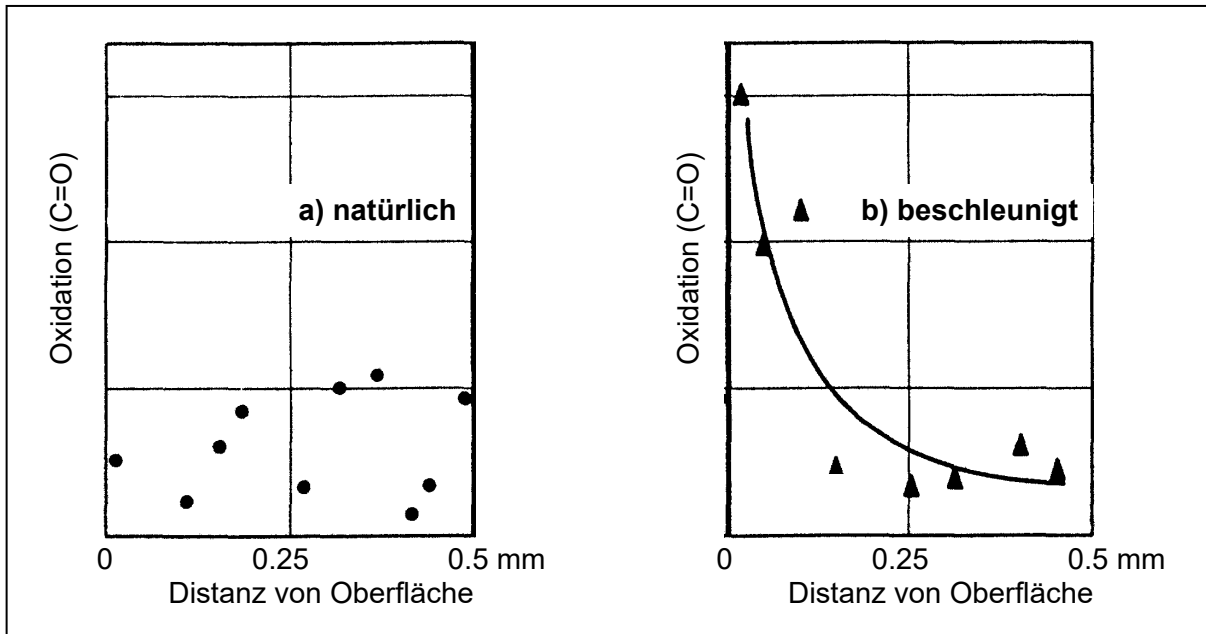 Oxidation (C=O)
a) natürlich
0 0.25 0.5 mm
Distanz von Oberfläche
Oxidation (C=O)
b) beschleunigt
0 0.25 0.5 mm
Distanz von Oberfläche